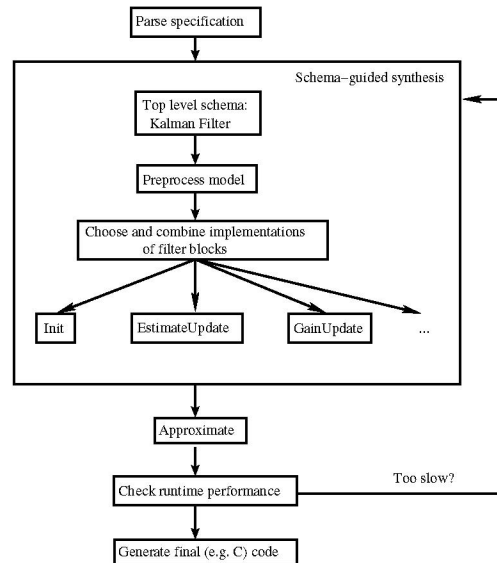 Parse specification
Schema−guided synthesis
Top level schema:
Kalman Filter
Preprocess model
Choose and combine implementations
of filter blocks
Init
EstimateUpdate
GainUpdate
...
Approximate
Too slow?
Check runtime performance
Generate final (e.g. C) code